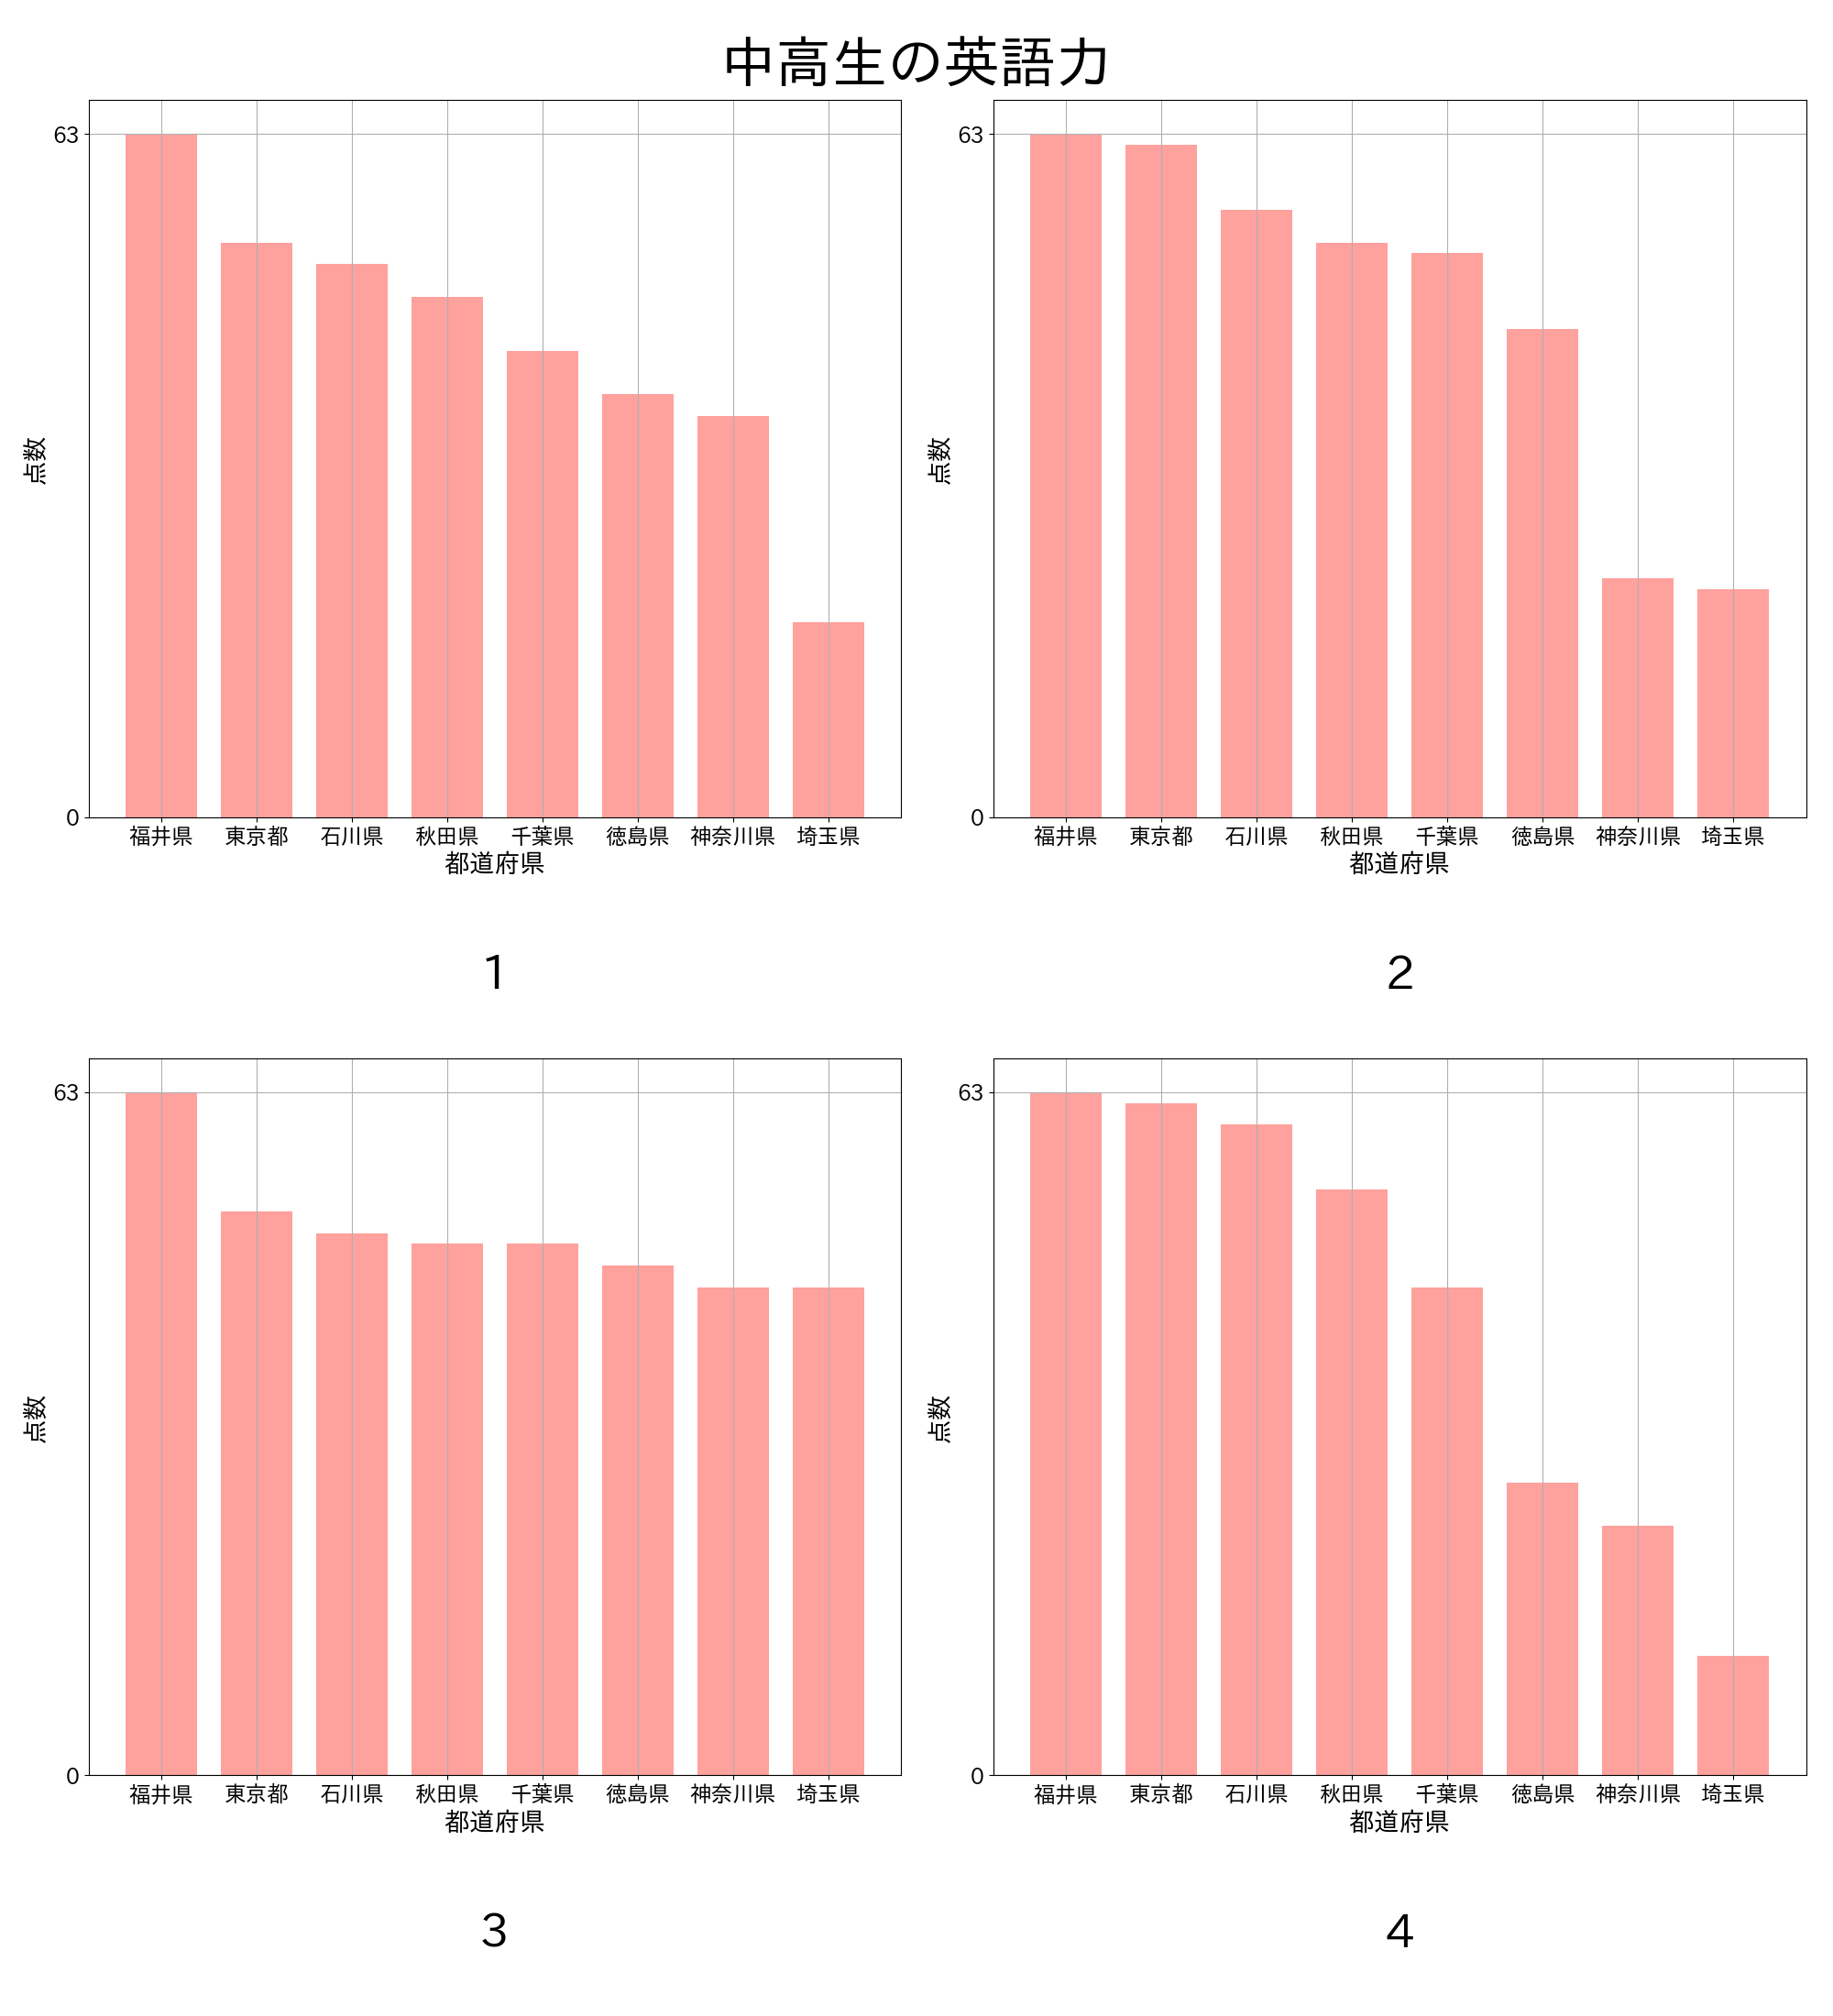 中高生の英語力
63
点数
0
福井県 東京都 石川県 秋田県 千葉県 徳島県 神奈川県 埼玉県
都道府県
1
63
点数
0
福井県 東京都 石川県 秋田県 千葉県 徳島県 神奈川県 埼玉県
都道府県
2
63
点数
0
福井県 東京都 石川県 秋田県 千葉県 徳島県 神奈川県 埼玉県
都道府県
3
63
点数
0
福井県 東京都 石川県 秋田県 千葉県 徳島県 神奈川県 埼玉県
都道府県
4